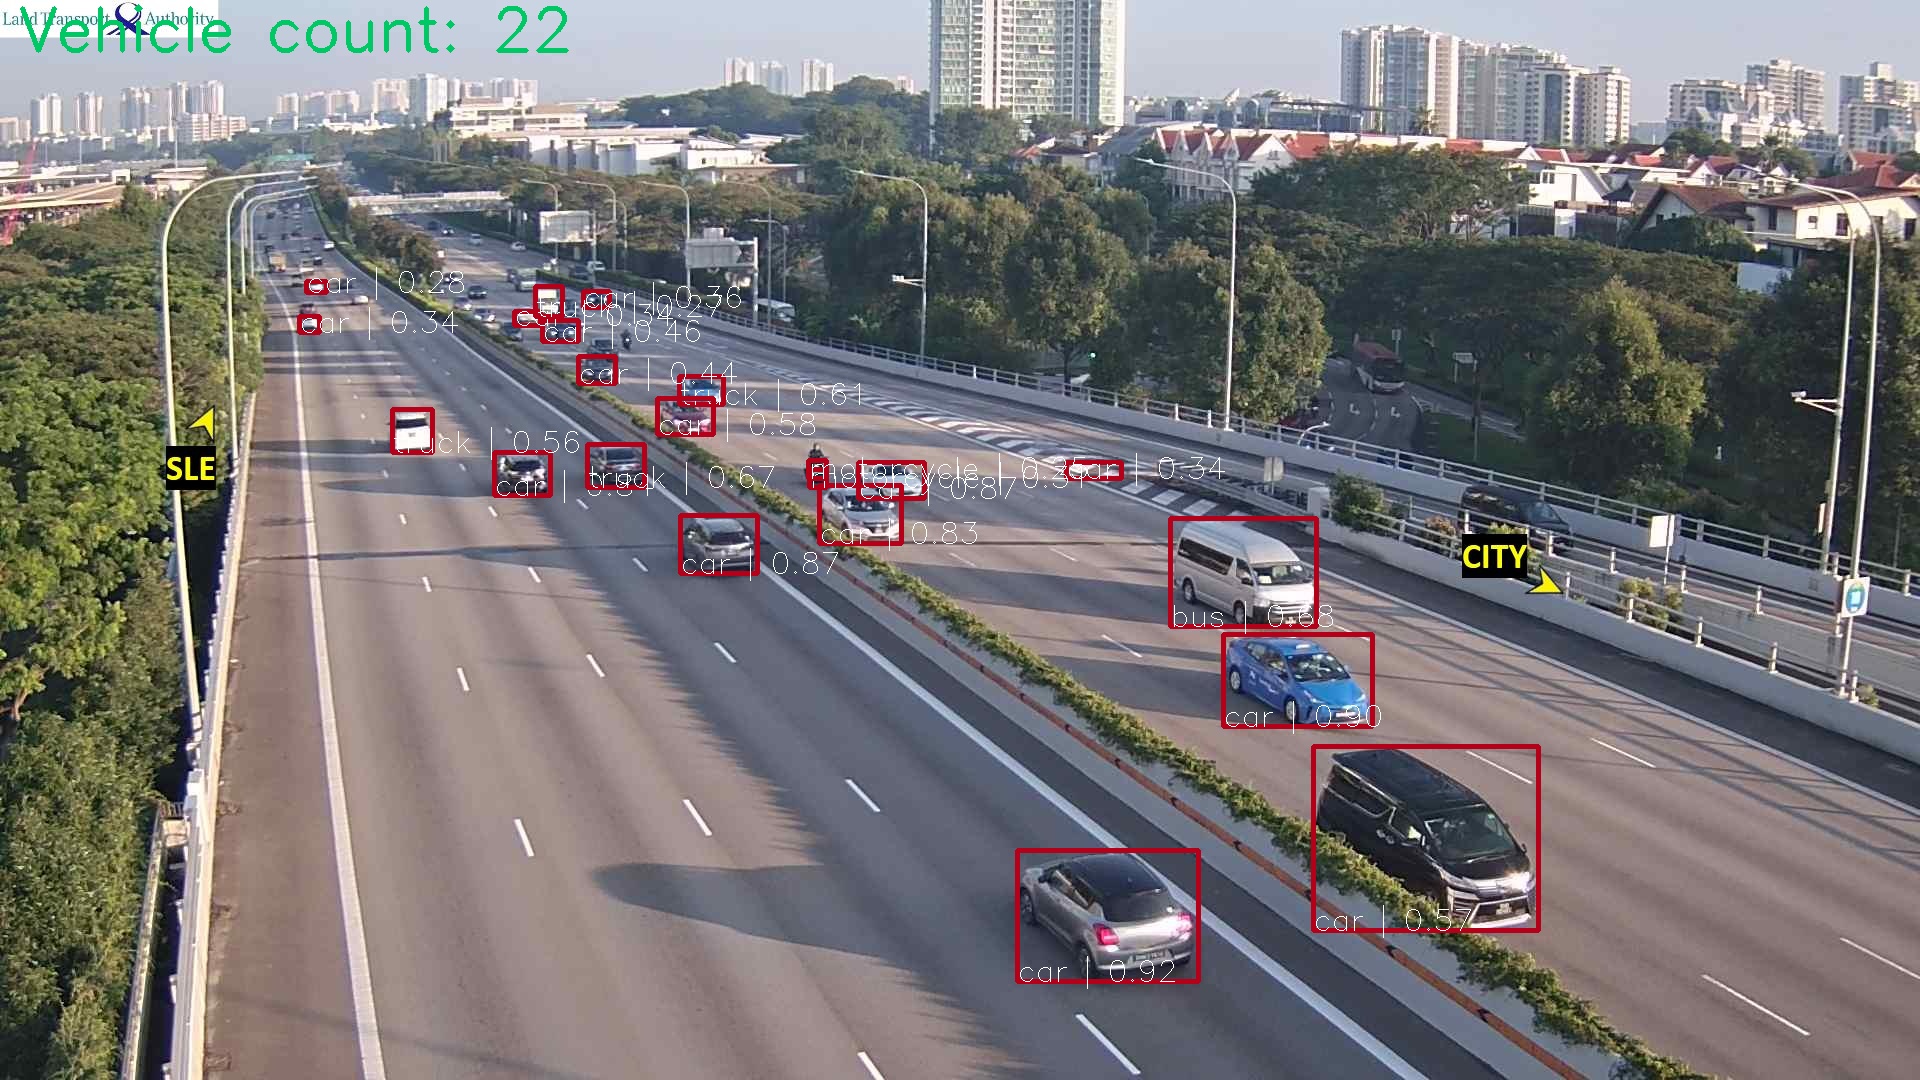 Land Transport Authority
Vehicle count: 22
car | 0.28
car | 0.36
car | 0.34
car | 0.46
car | 0.44
truck | 0.61
car | 0.58
truck | 0.56
SLE
car | 0.34
truck | 0.67
motorcycle
car | 0.83
car | 0.87
bus | 0.68
CITY
car | 0.90
car | 0.57
car | 0.92